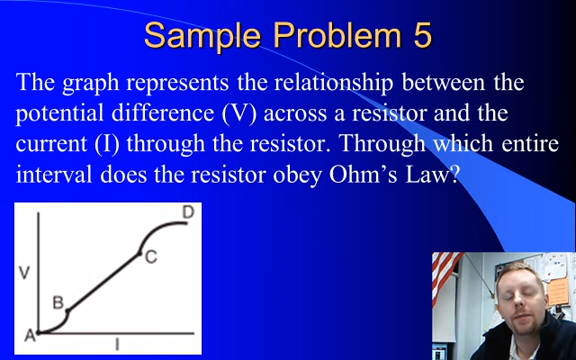 Sample Problem 5
The graph represents the relationship between the
potential difference (V) across a resistor and the
current (I) through the resistor. Through which entire
interval does the resistor obey Ohm's Law?
D
C
V
B
A
I